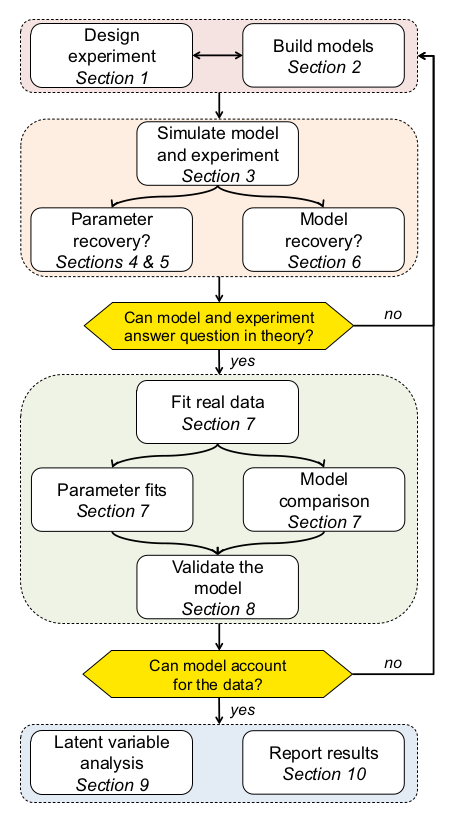 Design
experiment
Section 1
Build models
Section 2
Simulate model
and experiment
Section 3
Parameter
recovery?
Sections 4 & 5
Model
recovery?
Section 6
Can model and experiment
answer question in theory?
no
yes
Fit real data
Section 7
Parameter fits
Section 7
Model
comparison
Section 7
Validate the
model
Section 8
Can model account
for the data?
no
yes
Latent variable
analysis
Section 9
Report results
Section 10